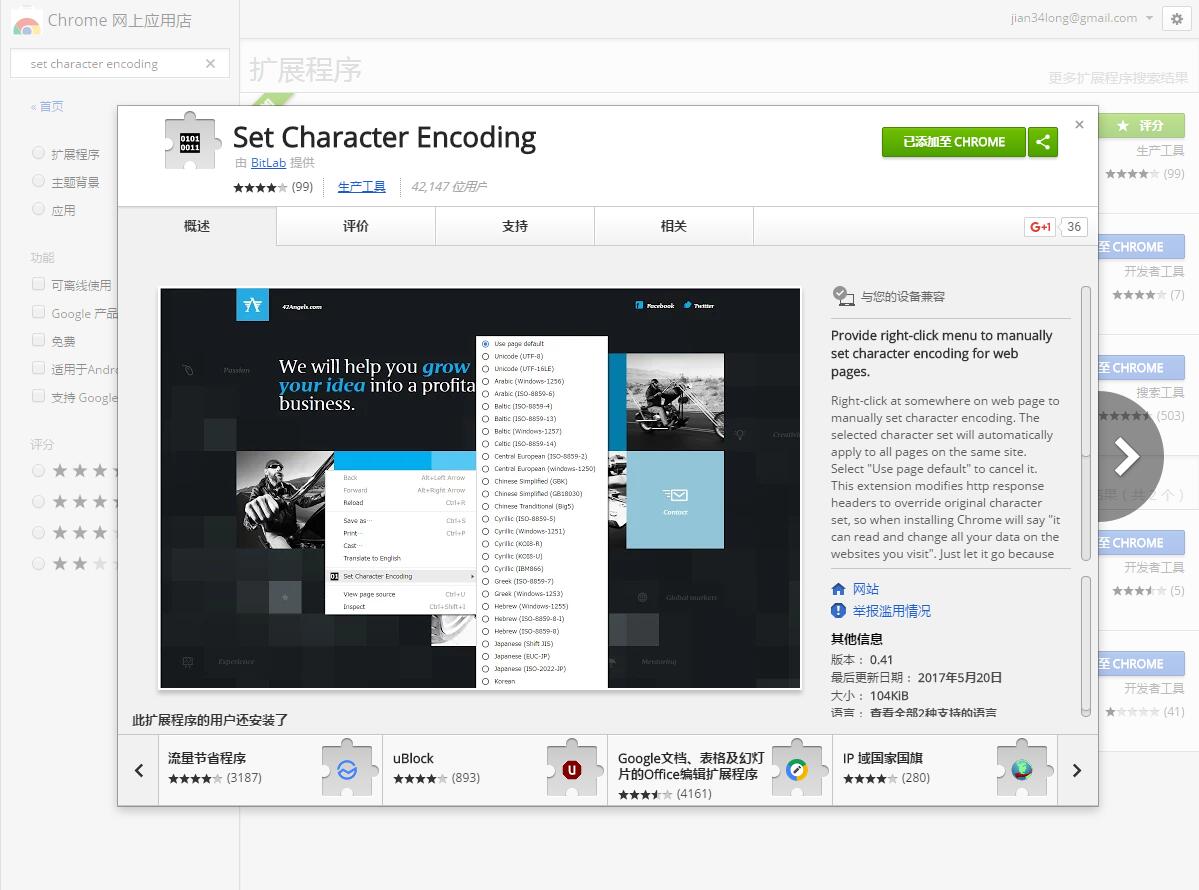 Chrome 网上应用店
jian34long@gmail.com
set character encoding
扩展程序
更多扩展程序搜索结果
« 首页
扩展程序
主题背景
应用
功能
可离线使用
Google 产品
免费
适用于Andro
支持 Google
评分
Set Character Encoding
由 BitLab 提供
(99)
生产工具
42,147 位用户
已添加至 CHROME
概述
评价
支持
相关
G+1
36
42Angels.com
Facebook
Twitter
Passion
We will help you grow
your idea into a profita
business.
Creativit
Contact
Global markers
Experience
Mentoring
Back Alt+Left Arrow
Forward Alt+Right Arrow
Reload Ctrl+R
Save as... Ctrl+S
Print... Ctrl+P
Cast...
Translate to English
Set Character Encoding
View page source Ctrl+U
Inspect Ctrl+Shift+I
Use page default
Unicode (UTF-8)
Unicode (UTF-16LE)
Arabic (Windows-1256)
Arabic (ISO-8859-6)
Baltic (ISO-8859-4)
Baltic (ISO-8859-13)
Baltic (Windows-1257)
Celtic (ISO-8859-14)
Central European (ISO-8859-2)
Central European (windows-1250)
Chinese Simplified (GBK)
Chinese Simplified (GB18030)
Chinese Tranditional (Big5)
Cyrillic (ISO-8859-5)
Cyrillic (Windows-1251)
Cyrillic (KOI8-R)
Cyrillic (KOI8-U)
Cyrillic (IBM866)
Greek (ISO-8859-7)
Greek (Windows-1253)
Hebrew (Windows-1255)
Hebrew (ISO-8859-8-I)
Hebrew (ISO-8859-8)
Japanese (Shift JIS)
Japanese (EUC-JP)
Japanese (ISO-2022-JP)
Korean
与您的设备兼容
Provide right-click menu to manually
set character encoding for web
pages.
Right-click at somewhere on web page to
manually set character encoding. The
selected character set will automatically
apply to all pages on the same site.
Select "Use page default" to cancel it.
This extension modifies http response
headers to override original character
set, so when installing Chrome will say "it
can read and change all your data on the
websites you visit". Just let it go because
网站
举报滥用情况
其他信息
版本： 0.41
最后更新日期： 2017年5月20日
大小： 104KiB
语言： 查看全部2种支持的语言
此扩展程序的用户还安装了
流量节省程序
(3187)
uBlock
(893)
Google文档、表格及幻灯
片的Office编辑扩展程序
(4161)
IP 域国家国旗
(280)
评分
生产工具
(99)
至 CHROME
开发者工具
(7)
至 CHROME
搜索工具
(503)
至 CHROME
开发者工具
(5)
至 CHROME
开发者工具
(41)
0101
0011